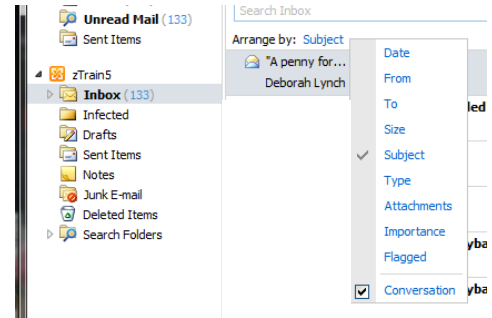 Unread Mail (133)
Sent Items
zTrain5
Inbox (133)
Infected
Drafts
Sent Items
Notes
Junk E-mail
Deleted Items
Search Folders
Search Inbox
Arrange by: Subject
"A penny for...
Deborah Lynch
Date
From
To
Size
Subject
Type
Attachments
Importance
Flagged
Conversation